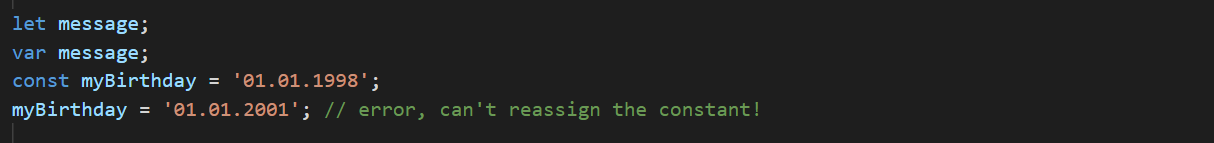 let message;
var message;
const myBirthday = '01.01.1998';
myBirthday = '01.01.2001'; // error, can't reassign the constant!